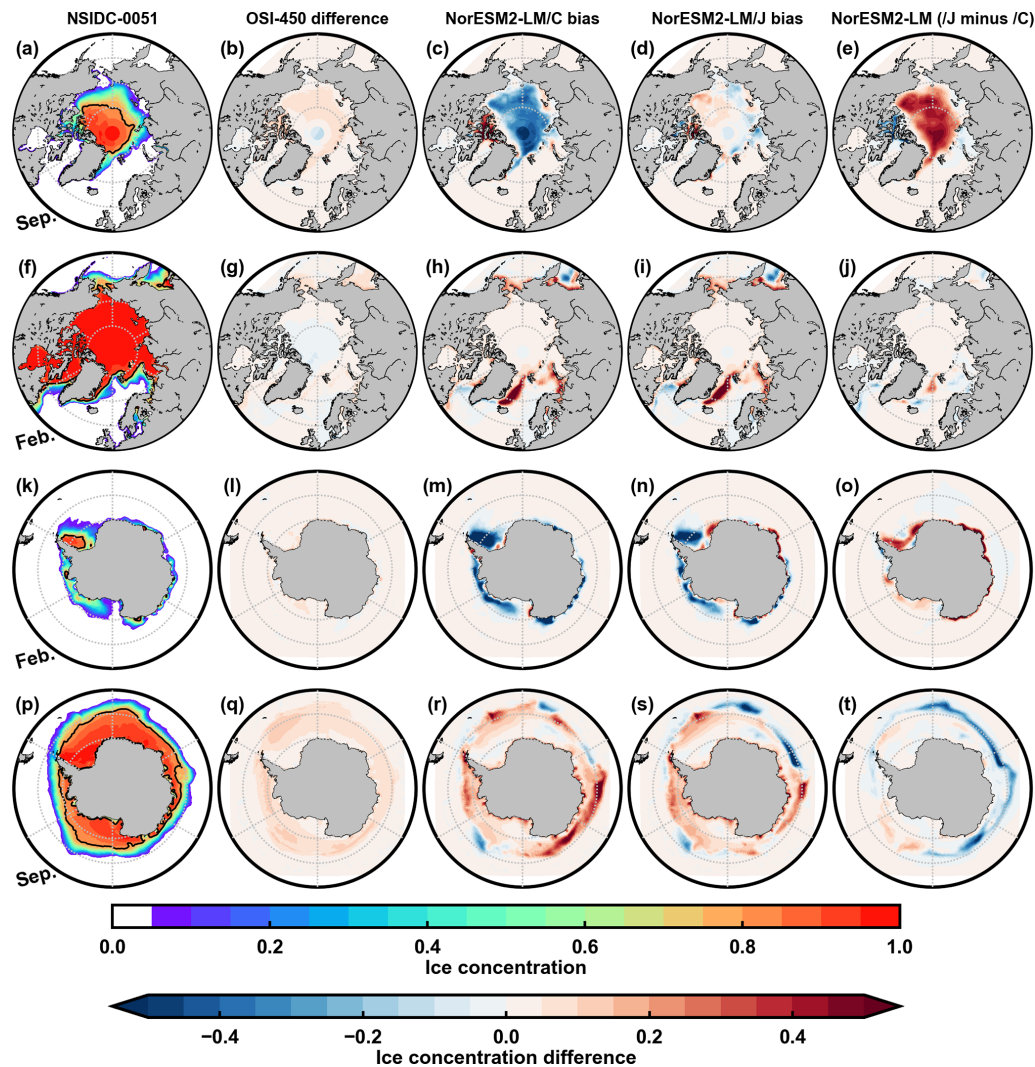 NSIDC-0051 OSI-450 difference NorESM2-LM/C bias NorESM2-LM/J bias NorESM2-LM (/J minus /C)
(a) (b) (c) (d) (e)
Sep.
(f) (g) (h) (i) (j)
Feb.
(k) (l) (m) (n) (o)
Feb.
(p) (q) (r) (s) (t)
Sep.
0.0 0.2 0.4 0.6 0.8 1.0
Ice concentration
−0.4 −0.2 0.0 0.2 0.4
Ice concentration difference